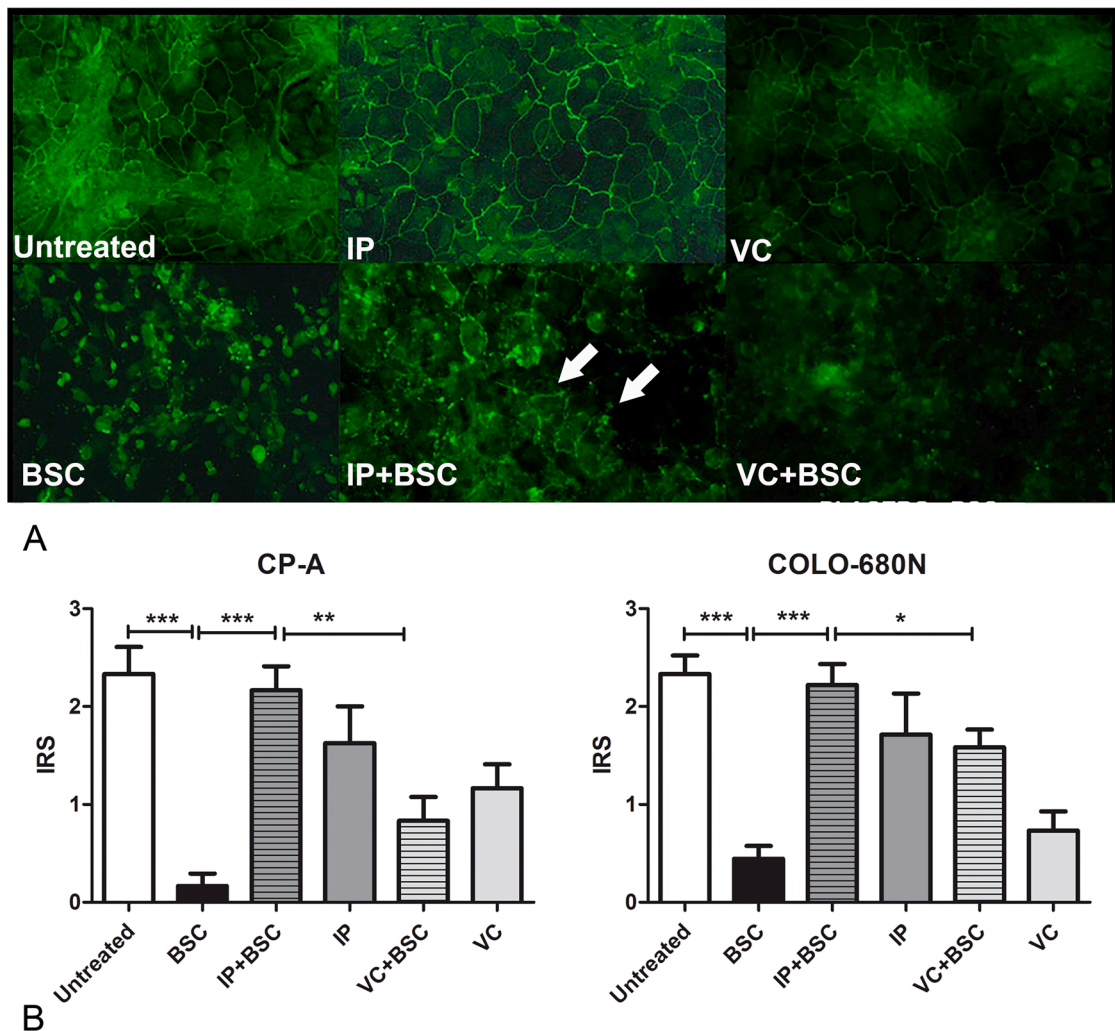 Untreated IP VC
BSC IP+BSC VC+BSC
A
CP-A COLO-680N
3 *** *** ** 3 *** *** *
2 2
IRS IRS
1 1
0 0
Untreated BSC IP+BSC IP VC+BSC VC Untreated BSC IP+BSC IP VC+BSC VC
B